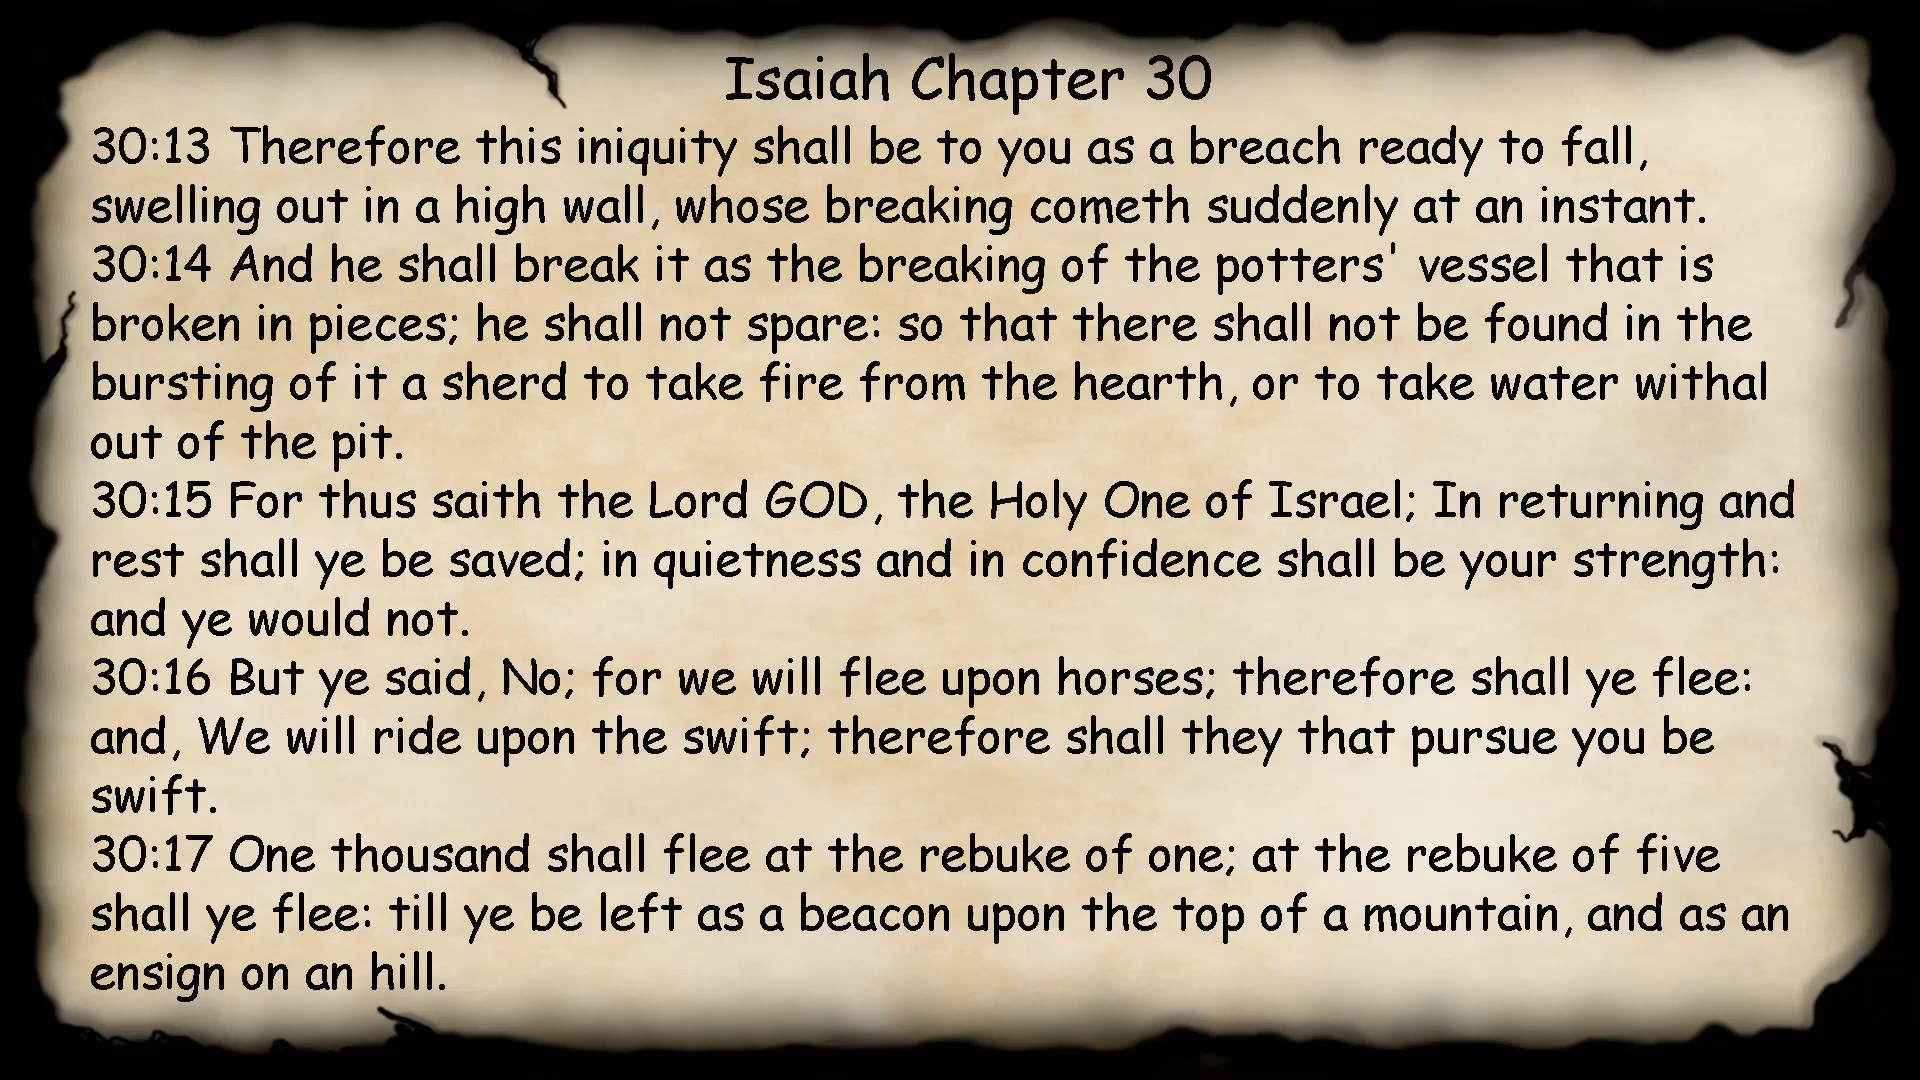 Isaiah Chapter 30
30:13 Therefore this iniquity shall be to you as a breach ready to fall,
swelling out in a high wall, whose breaking cometh suddenly at an instant.
30:14 And he shall break it as the breaking of the potters' vessel that is
broken in pieces; he shall not spare: so that there shall not be found in the
bursting of it a sherd to take fire from the hearth, or to take water withal
out of the pit.
30:15 For thus saith the Lord GOD, the Holy One of Israel; In returning and
rest shall ye be saved; in quietness and in confidence shall be your strength:
and ye would not.
30:16 But ye said, No; for we will flee upon horses; therefore shall ye flee:
and, We will ride upon the swift; therefore shall they that pursue you be
swift.
30:17 One thousand shall flee at the rebuke of one; at the rebuke of five
shall ye flee: till ye be left as a beacon upon the top of a mountain, and as an
ensign on an hill.